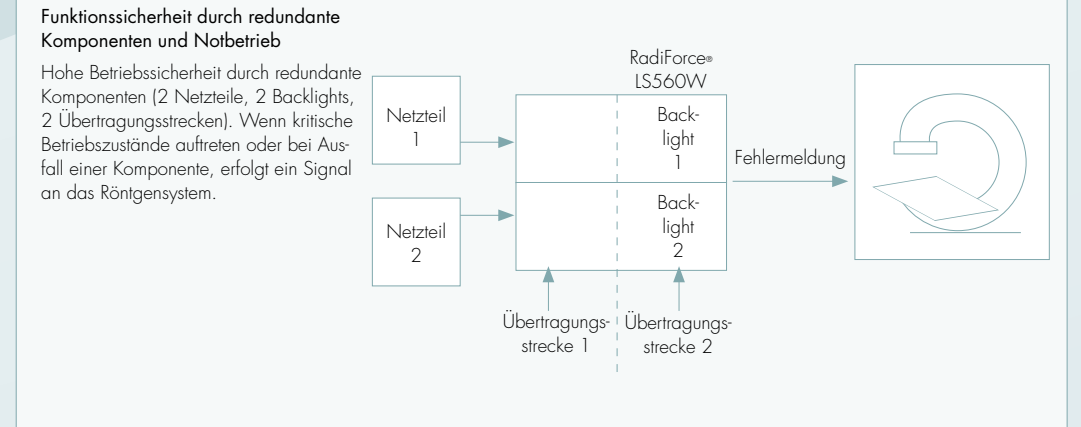 Funktionssicherheit durch redundante
Komponenten und Notbetrieb
Hohe Betriebssicherheit durch redundante
Komponenten (2 Netzteile, 2 Backlights,
2 Übertragungsstrecken). Wenn kritische
Betriebszustände auftreten oder bei Aus-
fall einer Komponente, erfolgt ein Signal
an das Röntgensystem.
Netzteil
1
Netzteil
2
RadiForce®
LS560W
Back-
light
1
Back-
light
2
Übertragungs-
strecke 1
Übertragungs-
strecke 2
Fehlermeldung